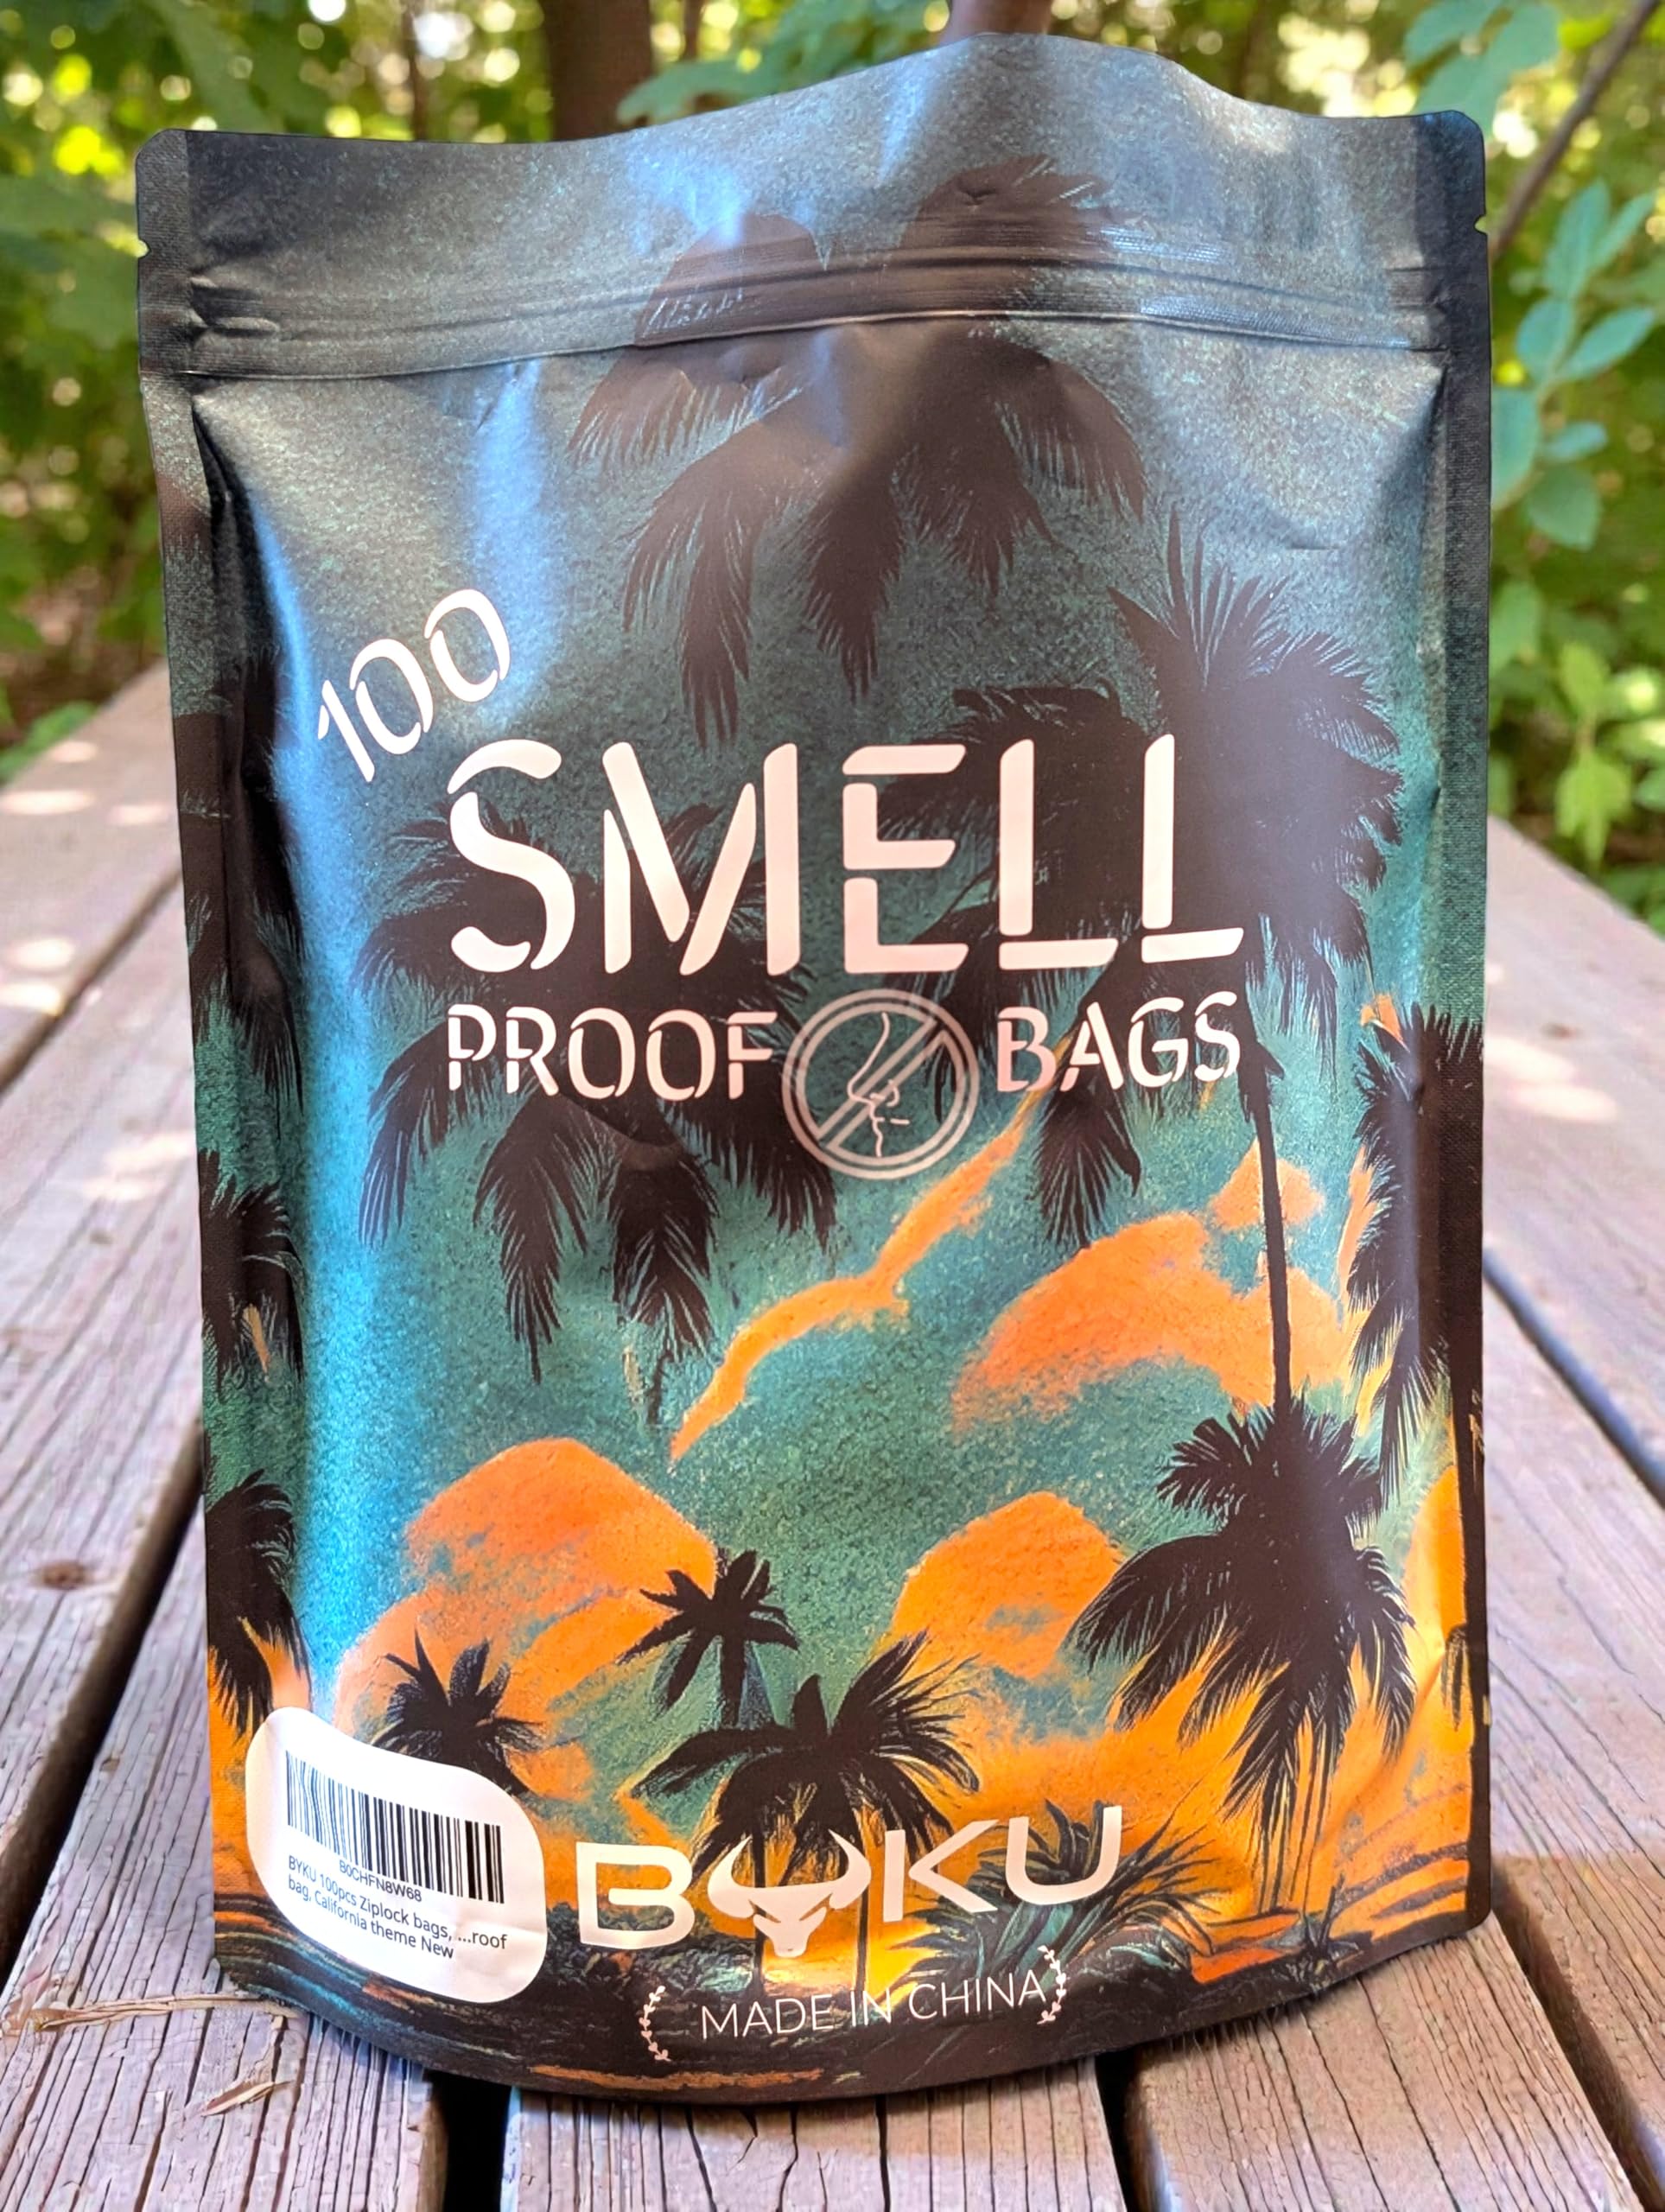 100
SMELL
PROOF BAGS
B0CHFN8W68
BYKU 100pcs Ziplock bags, ...roof
bag, California theme New
BYKU
MADE IN CHINA